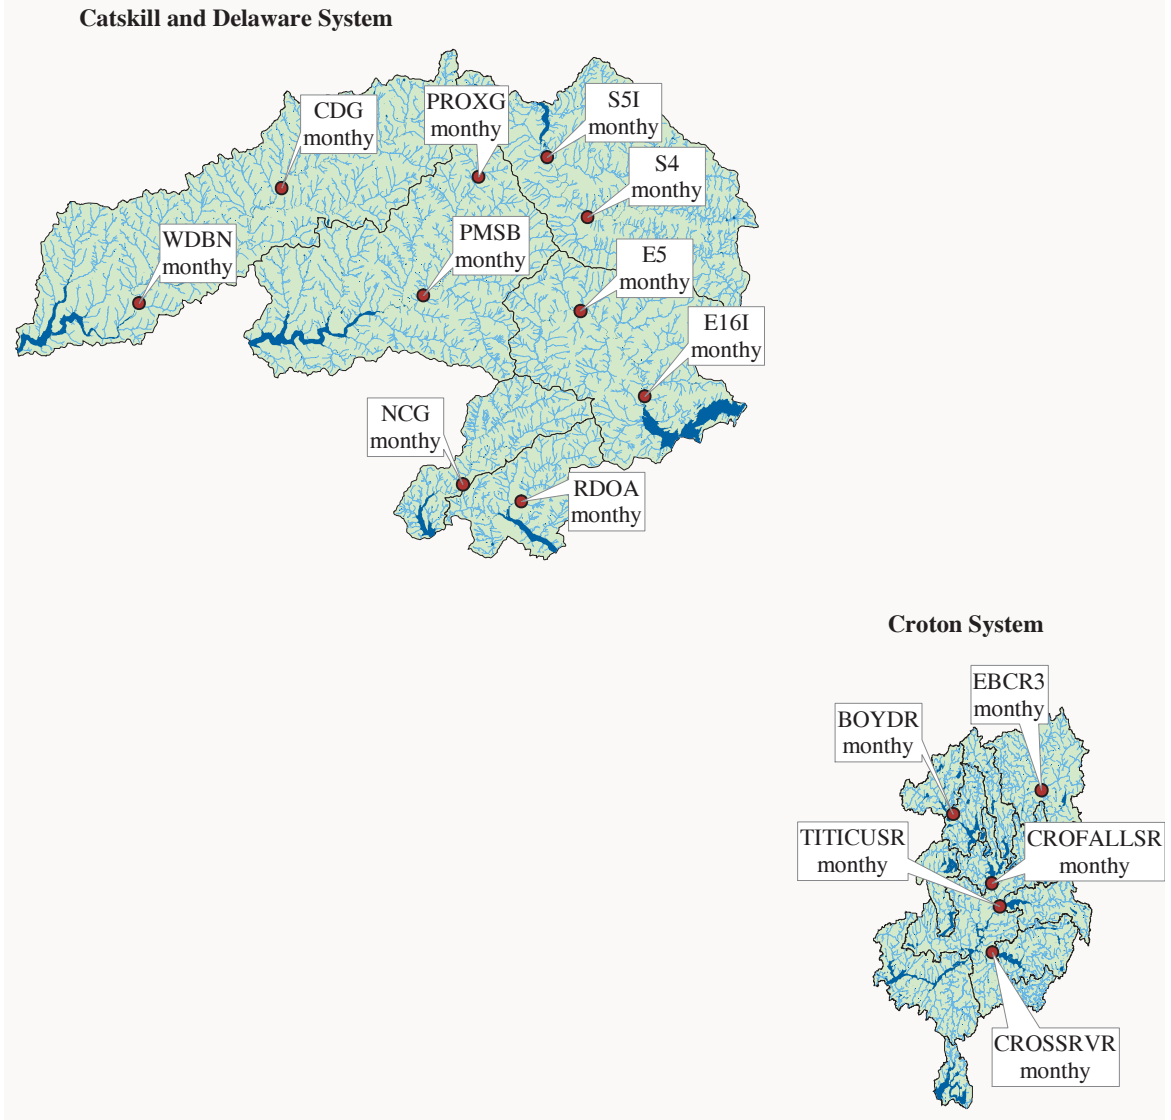 Catskill and Delaware System
CDG
monthy
PROXG
monthy
S5I
monthy
S4
monthy
WDBN
monthy
PMSB
monthy
E5
monthy
E16I
monthy
NCG
monthy
RDOA
monthy
Croton System
EBCR3
monthy
BOYDR
monthy
TITICUSR
monthy
CROFALLSR
monthy
CROSSRVR
monthy